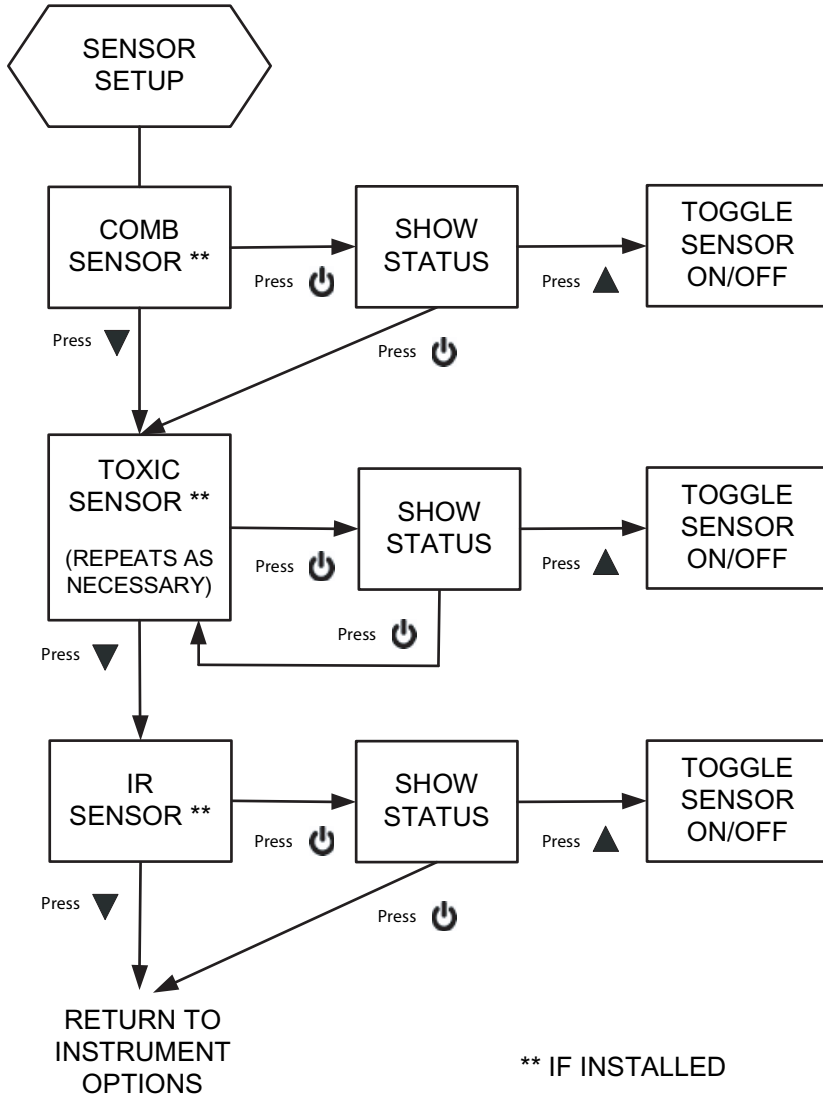 SENSOR
SETUP
COMB
SENSOR **
Press
SHOW
STATUS
Press
TOGGLE
SENSOR
ON/OFF
Press
Press
TOXIC
SENSOR **
(REPEATS AS
NECESSARY)
Press
SHOW
STATUS
Press
TOGGLE
SENSOR
ON/OFF
Press
Press
IR
SENSOR **
Press
SHOW
STATUS
Press
TOGGLE
SENSOR
ON/OFF
Press
Press
RETURN TO
INSTRUMENT
OPTIONS
** IF INSTALLED